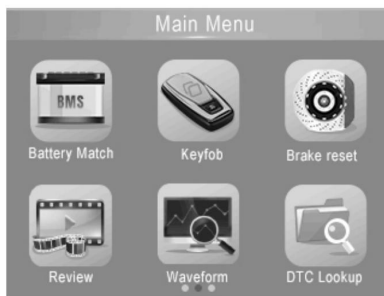 Main Menu
BMS
Battery Match
Keyfob
Brake reset
Review
Waveform
DTC Lookup